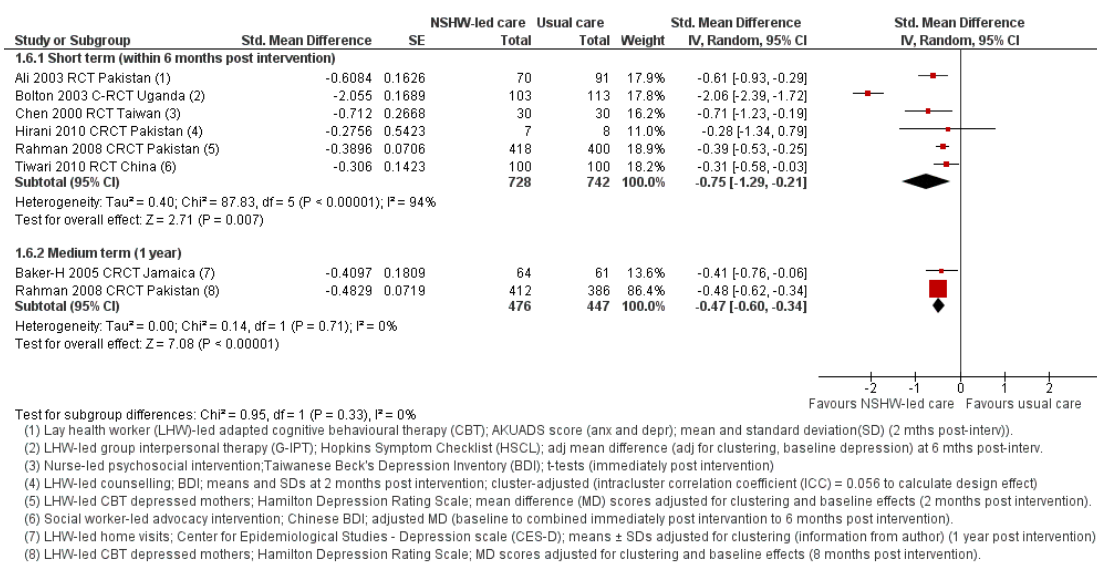 NSHW-led care Usual care Std. Mean Difference Std. Mean Difference
Study or Subgroup Std. Mean Difference SE Total Total Weight IV, Random, 95% CI IV, Random, 95% CI
1.6.1 Short term (within 6 months post intervention)
Ali 2003 RCT Pakistan (1) -0.6084 0.1626 70 91 17.9% -0.61 [-0.93, -0.29]
Bolton 2003 C-RCT Uganda (2) -2.055 0.1689 103 113 17.8% -2.06 [-2.39, -1.72]
Chen 2000 RCT Taiwan (3) -0.712 0.2668 30 30 16.2% -0.71 [-1.23, -0.19]
Hirani 2010 CRCT Pakistan (4) -0.2756 0.5423 7 8 11.0% -0.28 [-1.34, 0.79]
Rahman 2008 CRCT Pakistan (5) -0.3896 0.0706 418 400 18.9% -0.39 [-0.53, -0.25]
Tiwari 2010 RCT China (6) -0.306 0.1423 100 100 18.2% -0.31 [-0.58, -0.03]
Subtotal (95% CI) 728 742 100.0% -0.75 [-1.29, -0.21]
Heterogeneity: Tau² = 0.40; Chi² = 87.83, df = 5 (P < 0.00001); I² = 94%
Test for overall effect: Z = 2.71 (P = 0.007)
1.6.2 Medium term (1 year)
Baker-H 2005 CRCT Jamaica (7) -0.4097 0.1809 64 61 13.6% -0.41 [-0.76, -0.06]
Rahman 2008 CRCT Pakistan (8) -0.4829 0.0719 412 386 86.4% -0.48 [-0.62, -0.34]
Subtotal (95% CI) 476 447 100.0% -0.47 [-0.60, -0.34]
Heterogeneity: Tau² = 0.00; Chi² = 0.14, df = 1 (P = 0.71); I² = 0%
Test for overall effect: Z = 7.08 (P < 0.00001)
-2 -1 0 1 2
Favours NSHW-led care Favours usual care
Test for subgroup differences: Chi² = 0.95, df = 1 (P = 0.33), I² = 0%
(1) Lay health worker (LHW)-led adapted cognitive behavioural therapy (CBT); AKUADS score (anx and depr); mean and standard deviation(SD) (2 mths post-interv)).
(2) LHW-led group interpersonal therapy (G-IPT); Hopkins Symptom Checklist (HSCL); adj mean difference (adj for clustering, baseline depression) at 6 mths post-interv.
(3) Nurse-led psychosocial intervention;Taiwanese Beck's Depression Inventory (BDI); t-tests (immediately post intervention)
(4) LHW-led counselling; BDI; means and SDs at 2 months post intervention; cluster-adjusted (intracluster correlation coefficient (ICC) = 0.056 to calculate design effect)
(5) LHW-led CBT depressed mothers; Hamilton Depression Rating Scale; mean difference (MD) scores adjusted for clustering and baseline effects (2 months post intervention).
(6) Social worker-led advocacy intervention; Chinese BDI; adjusted MD (baseline to combined immediately post intervantion to 6 months post intervention).
(7) LHW-led home visits; Center for Epidemiological Studies - Depression scale (CES-D); means ± SDs adjusted for clustering (information from author) (1 year post intervention)
(8) LHW-led CBT depressed mothers; Hamilton Depression Rating Scale; MD scores adjusted for clustering and baseline effects (8 months post intervention).